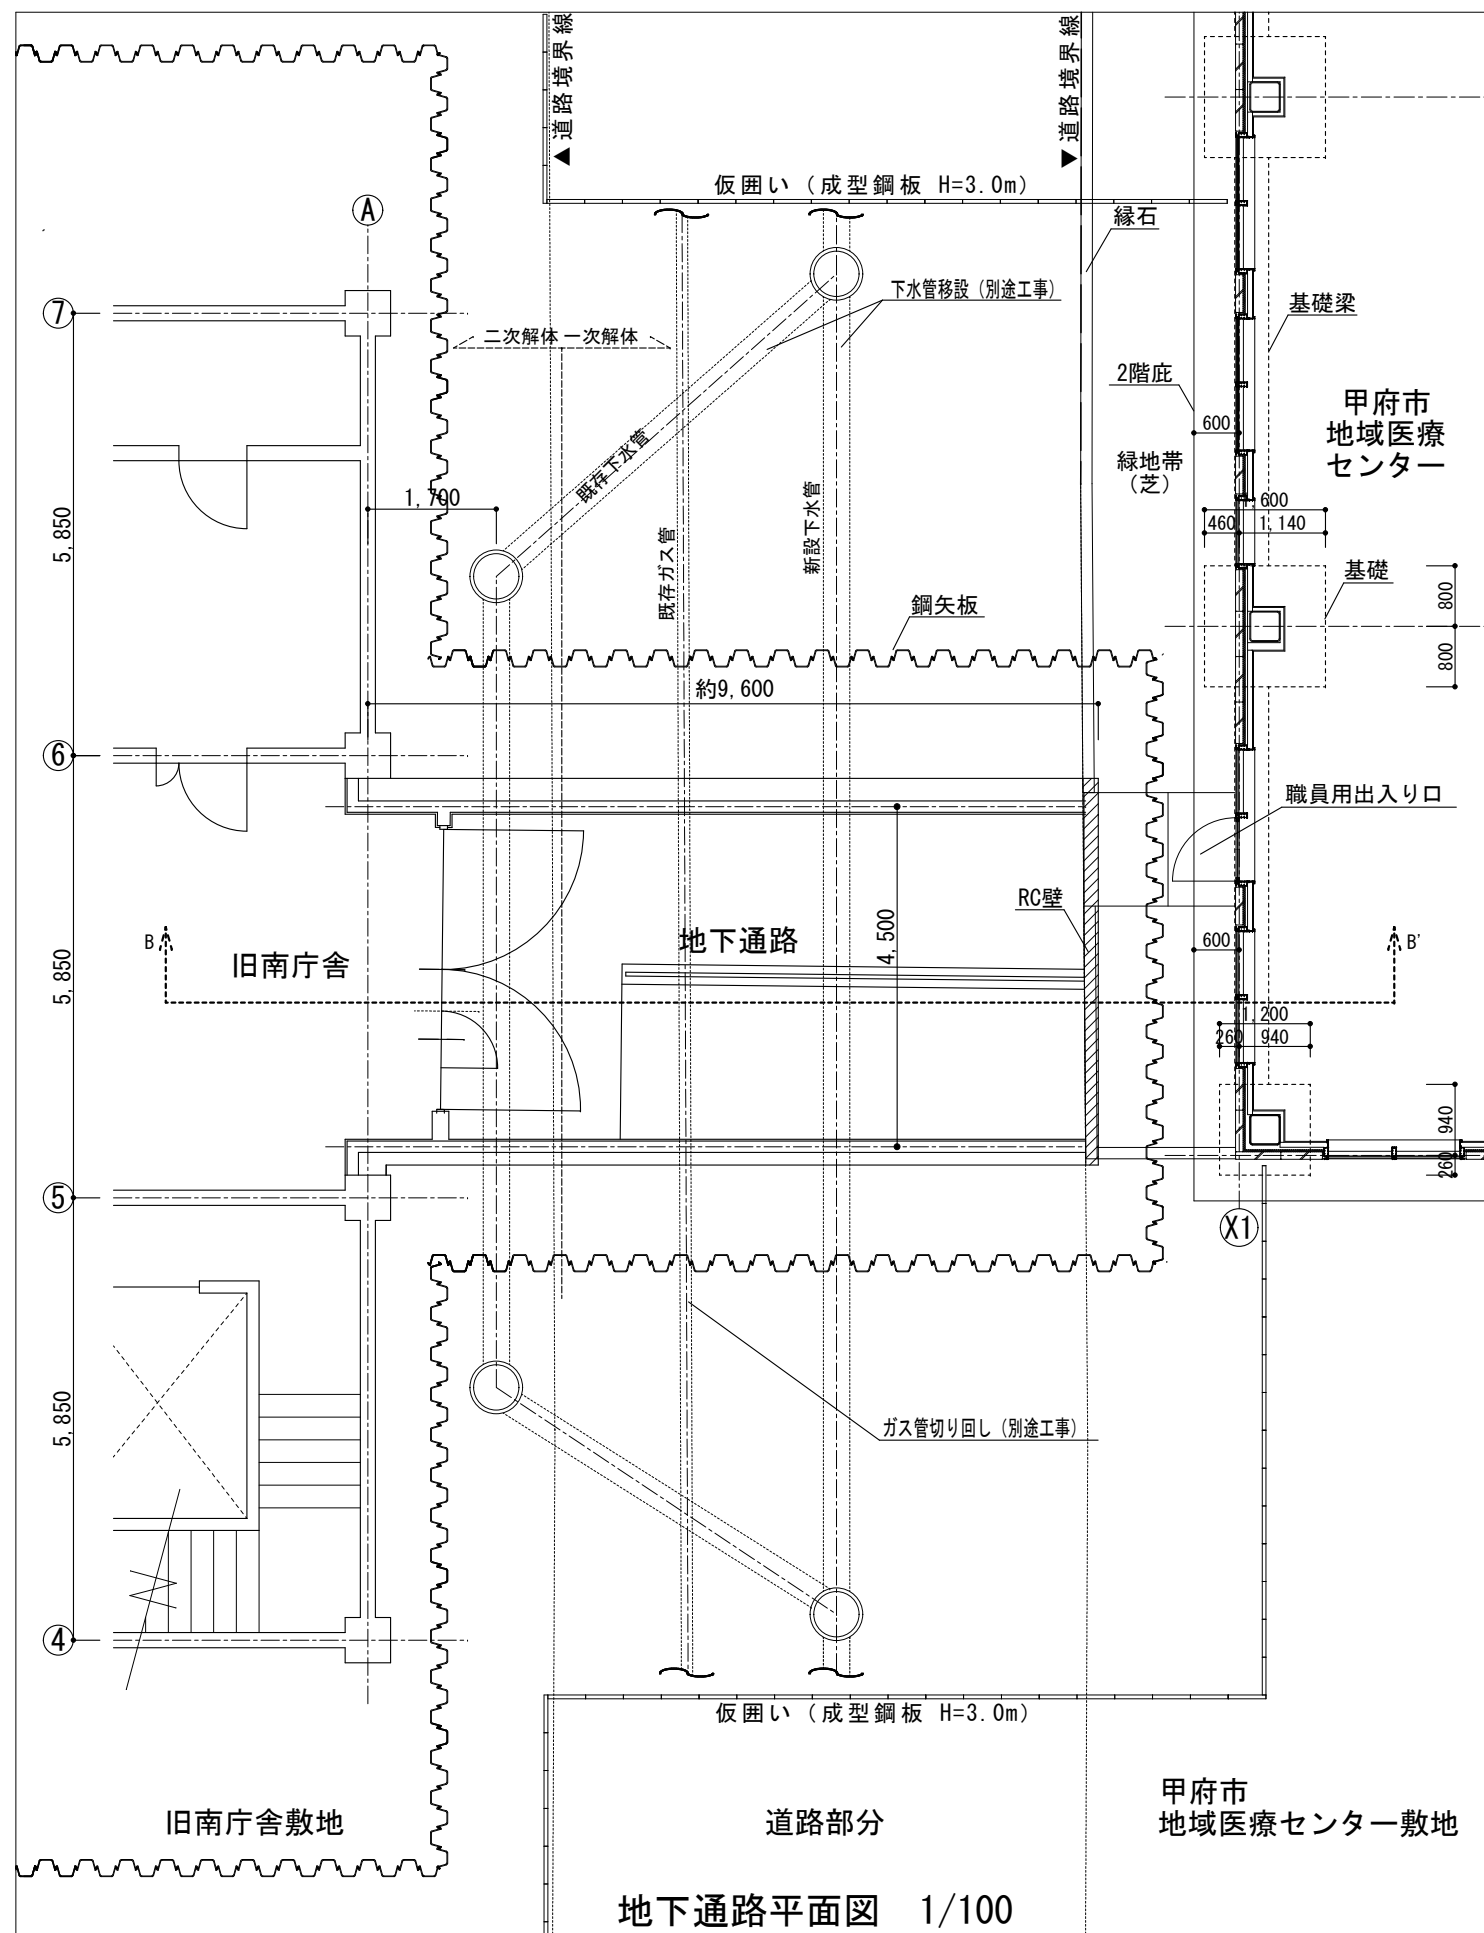 道路境界線
道路境界線
仮囲い（成型鋼板 H=3.0m）
A
縁石
下水管移設（別途工事）
7
基礎梁
二次解体
一次解体
2階庇
甲府市
地域医療
センター
600
緑地帯
（芝）
既存下水管
1,700
新設下水管
1,600
460
1,140
5,850
既存ガス管
基礎
800
鋼矢板
800
約9,600
6
職員用出入り口
RC壁
4,500
地下通路
B
旧南庁舎
B'
600
5,850
1,200
260
940
940
260
5
X1
5,850
ガス管切り回し（別途工事）
4
仮囲い（成型鋼板 H=3.0m）
旧南庁舎敷地
道路部分
甲府市
地域医療センター敷地
地下通路平面図 1/100